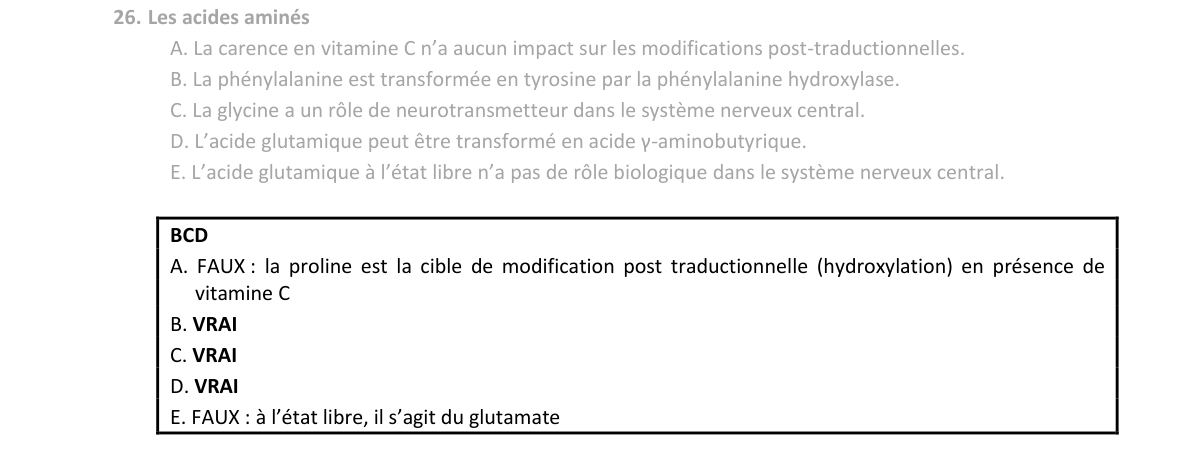 26. Les acides aminés
A. La carence en vitamine C n’a aucun impact sur les modifications post-traductionnelles.
B. La phénylalanine est transformée en tyrosine par la phénylalanine hydroxylase.
C. La glycine a un rôle de neurotransmetteur dans le système nerveux central.
D. L’acide glutamique peut être transformé en acide γ-aminobutyrique.
E. L’acide glutamique à l’état libre n’a pas de rôle biologique dans le système nerveux central.
BCD
A. FAUX : la proline est la cible de modification post traductionnelle (hydroxylation) en présence de
vitamine C
B. VRAI
C. VRAI
D. VRAI
E. FAUX : à l’état libre, il s’agit du glutamate